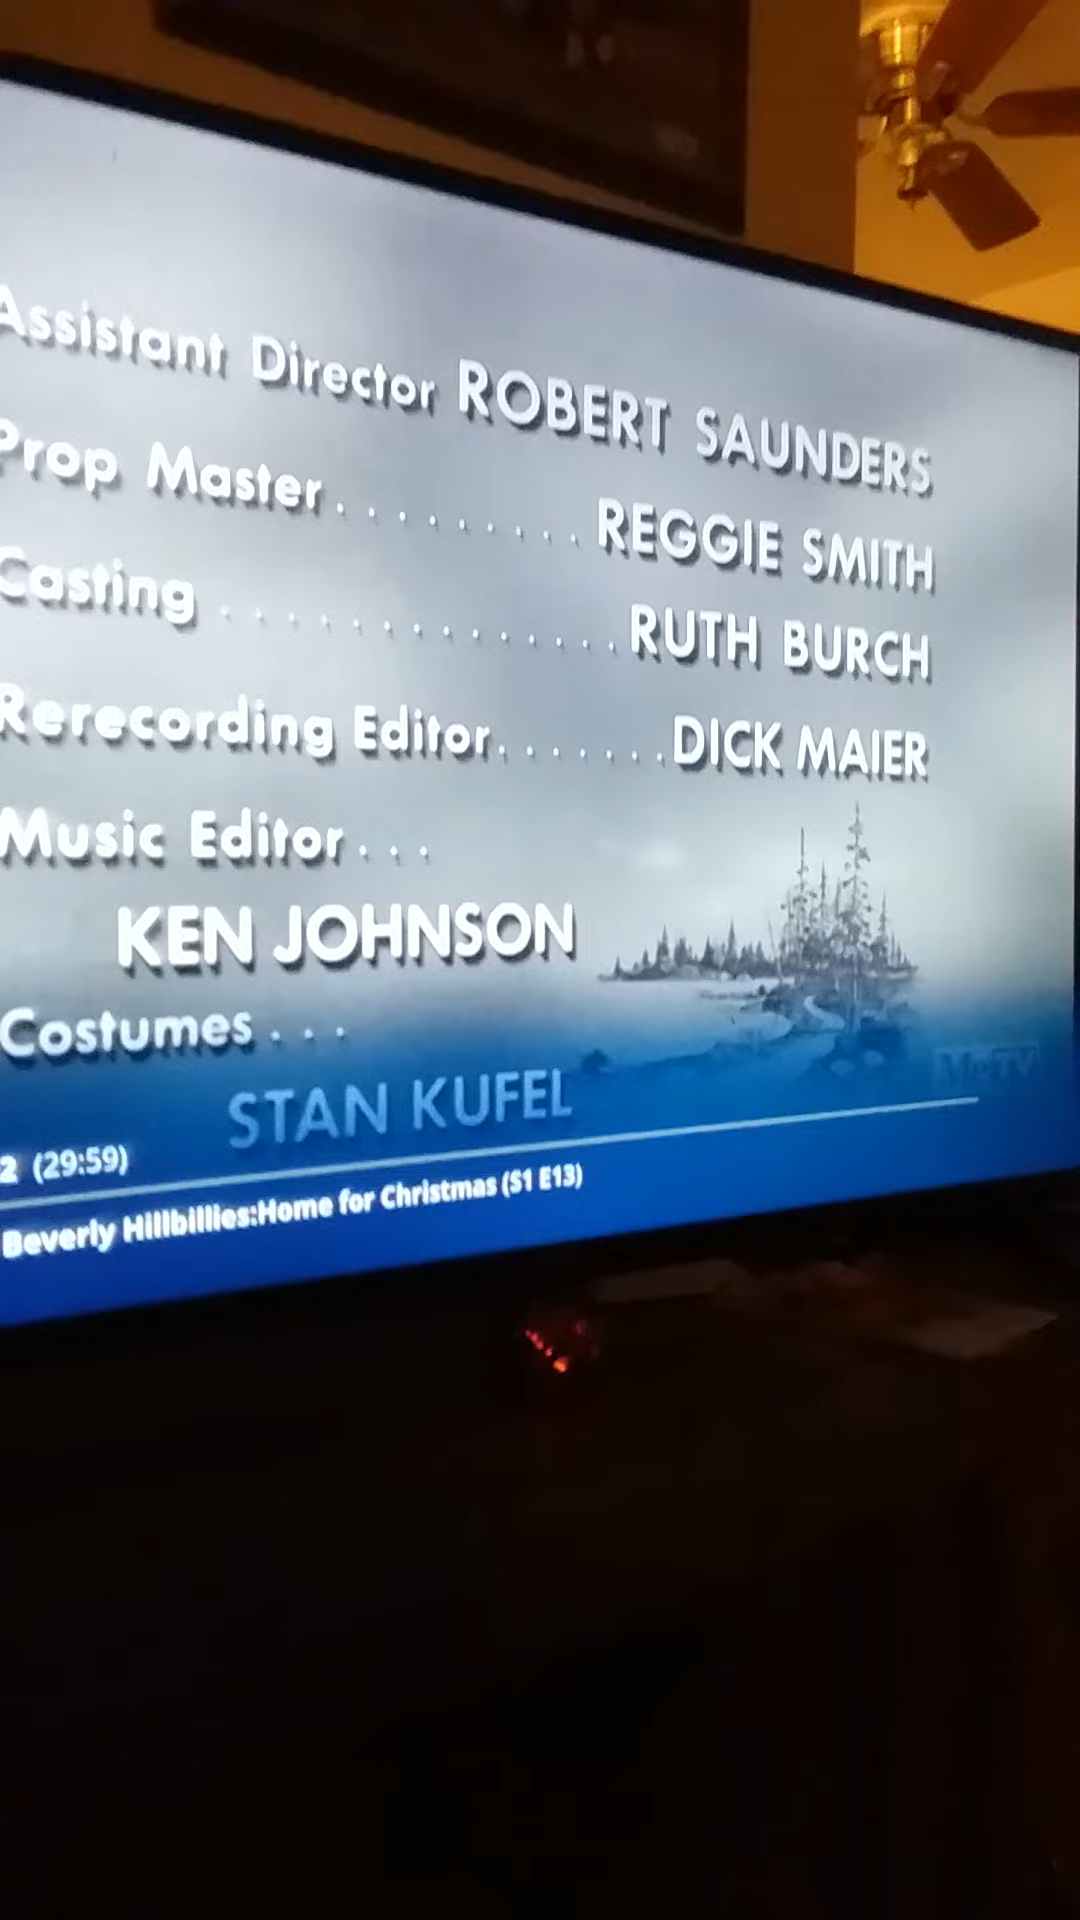 Assistant Director ROBERT SAUNDERS
Prop Master......... REGGIE SMITH
Casting ...............RUTH BURCH
Rerecording Editor.......DICK MAIER
Music Editor...
KEN JOHNSON
Costumes...
STAN KUFEL
MeTV
2 (29:59)
Beverly Hillbillies:Home for Christmas (S1 E13)